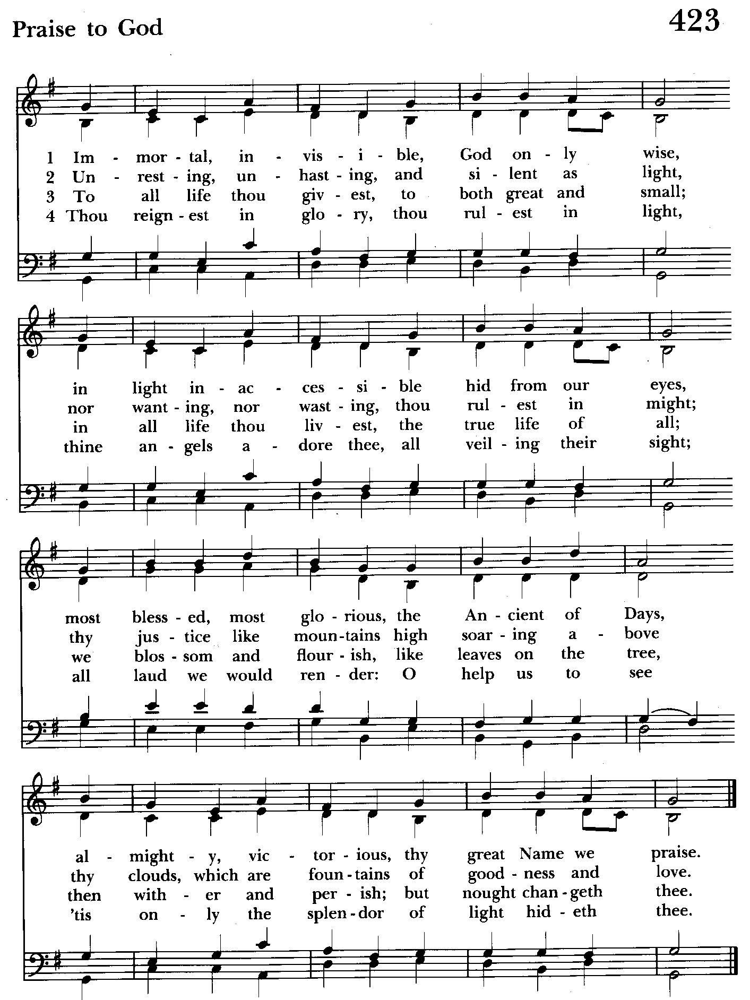 Praise to God 423
1 Im - mor - tal, in - vis - i - ble, God on - ly wise,
2 Un - rest - ing, un - hast - ing, and si - lent as light,
3 To all life thou giv - est, to both great and small;
4 Thou reign - est in glo - ry, thou rul - est in light,
in light in - ac - ces - si - ble hid from our eyes,
nor want - ing, nor wast - ing, thou rul - est in might;
in all life thou liv - est, the true life of all;
thine an - gels a - dore thee, all veil - ing their sight;
most bless - ed, most glo - rious, the An - cient of Days,
thy jus - tice like moun - tains high soar - ing a - bove
we blos - som and flour - ish, like leaves on the tree,
all laud we would ren - der: O help us to see
al - might - y, vic - tor - ious, thy great Name we praise.
thy clouds, which are foun - tains of good - ness and love.
then with - er and per - ish; but nought chan - geth thee.
'tis on - ly the splen - dor of light hid - eth thee.